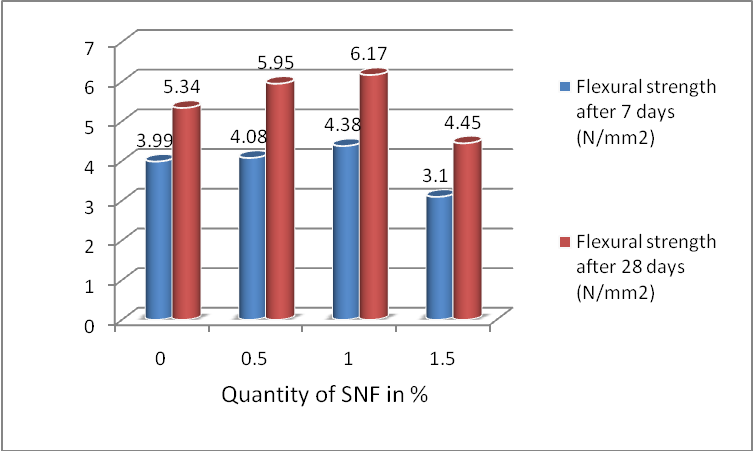 7
6
5
4
3
2
1
0
3.99
5.34
4.08
5.95
4.38
6.17
3.1
4.45
0
0.5
1
1.5
Quantity of SNF in %
Flexural strength
after 7 days
(N/mm2)
Flexural strength
after 28 days
(N/mm2)